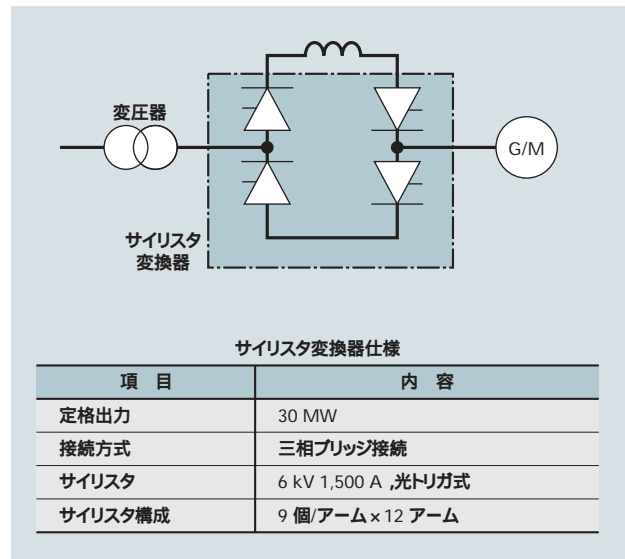 変圧器
G/M
サイリスタ
変換器
サイリスタ変換器仕様
項 目 内 容
定格出力 30 MW
接続方式 三相ブリッジ接続
サイリスタ 6 kV 1,500 A ,光トリガ式
サイリスタ構成 9 個/アーム×12 アーム